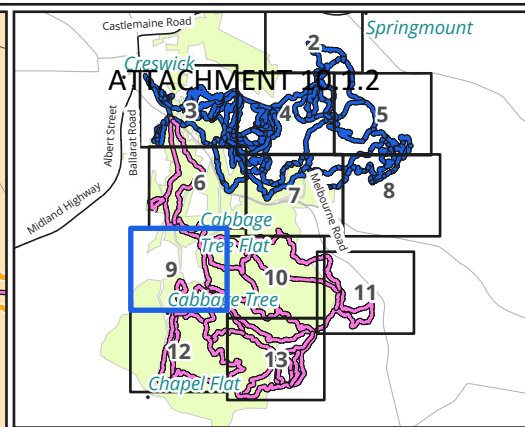 Castlemaine Road
Springmount
2
Creswick
ATTACHMENT 10.1.2
3
4
5
Albert Street
Ballarat Road
6
7
8
Midland Highway
Melbourne Road
Cabbage
Tree Flat
9
10
11
Cabbage Tree
12
13
Chapel Flat